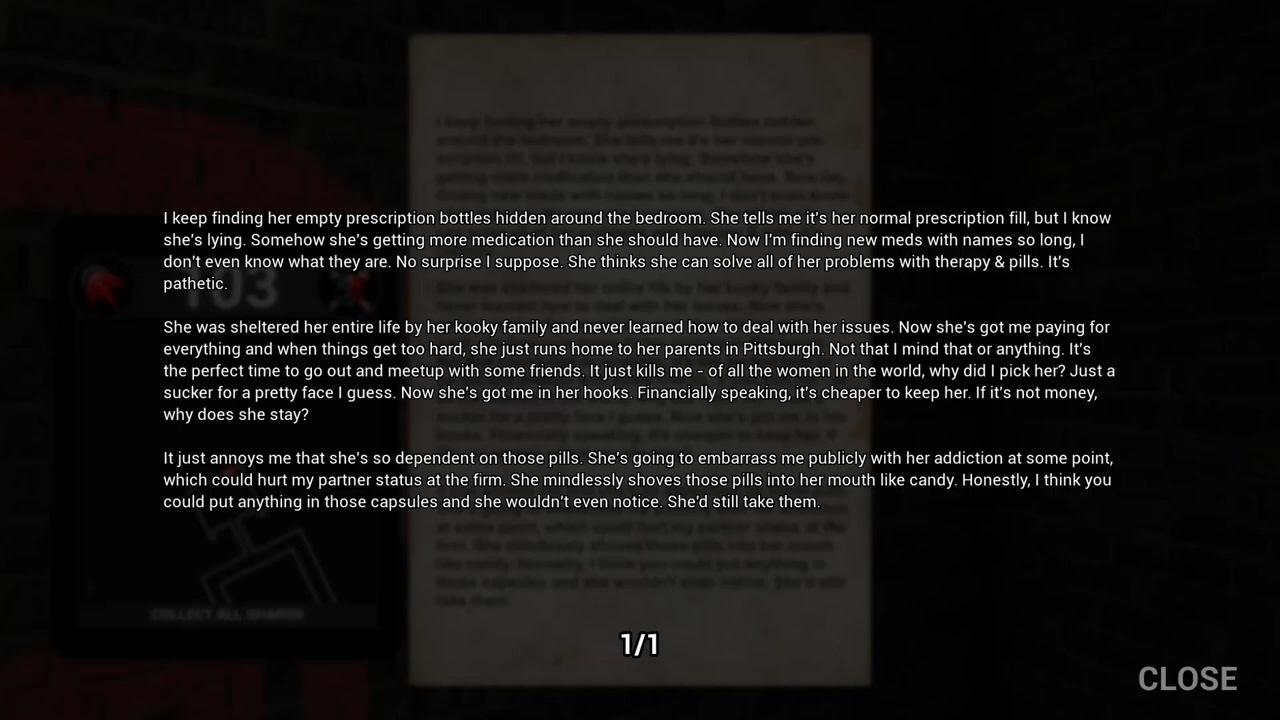 I keep finding her empty prescription bottles hidden around the bedroom. She tells me it's her normal prescription fill, but I know
she's lying. Somehow she's getting more medication than she should have. Now I'm finding new meds with names so long, I
don't even know what they are. No surprise I suppose. She thinks she can solve all of her problems with therapy & pills. It's
pathetic.
She was sheltered her entire life by her kooky family and never learned how to deal with her issues. Now she's got me paying for
everything and when things get too hard, she just runs home to her parents in Pittsburgh. Not that I mind that or anything. It's
the perfect time to go out and meetup with some friends. It just kills me - of all the women in the world, why did I pick her? Just a
sucker for a pretty face I guess. Now she's got me in her hooks. Financially speaking, it's cheaper to keep her. If it's not money,
why does she stay?
It just annoys me that she's so dependent on those pills. She's going to embarrass me publicly with her addiction at some point,
which could hurt my partner status at the firm. She mindlessly shoves those pills into her mouth like candy. Honestly, I think you
could put anything in those capsules and she wouldn't even notice. She'd still take them.
103
COLLECT ALL SHARDS
1/1
CLOSE